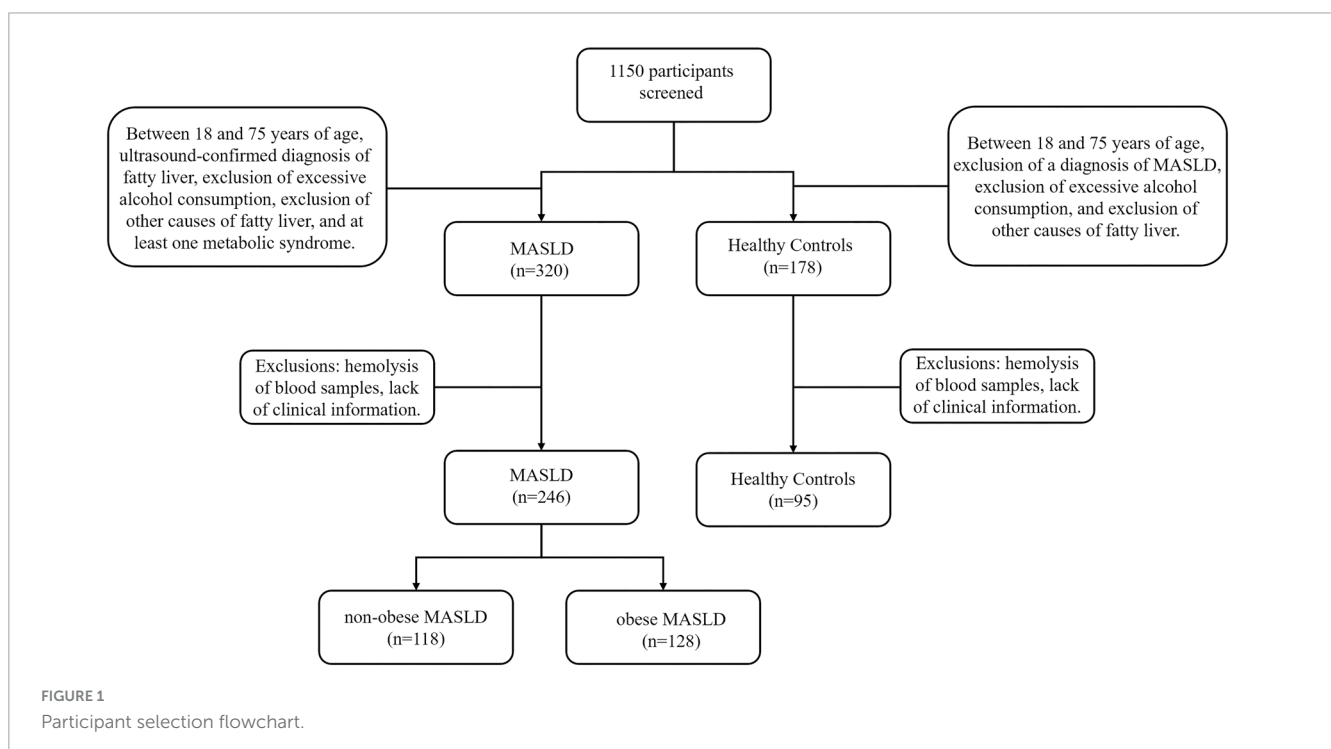 1150 participants
screened
Between 18 and 75 years of age,
ultrasound-confirmed diagnosis of
fatty liver, exclusion of excessive
alcohol consumption, exclusion of
other causes of fatty liver, and at
least one metabolic syndrome.
Between 18 and 75 years of age,
exclusion of a diagnosis of MASLD,
exclusion of excessive alcohol
consumption, and exclusion of
other causes of fatty liver.
MASLD
(n=320)
Healthy Controls
(n=178)
Exclusions: hemolysis
of blood samples, lack
of clinical information.
Exclusions: hemolysis
of blood samples, lack
of clinical information.
MASLD
(n=246)
Healthy Controls
(n=95)
non-obese MASLD
(n=118)
obese MASLD
(n=128)
FIGURE 1
Participant selection flowchart.